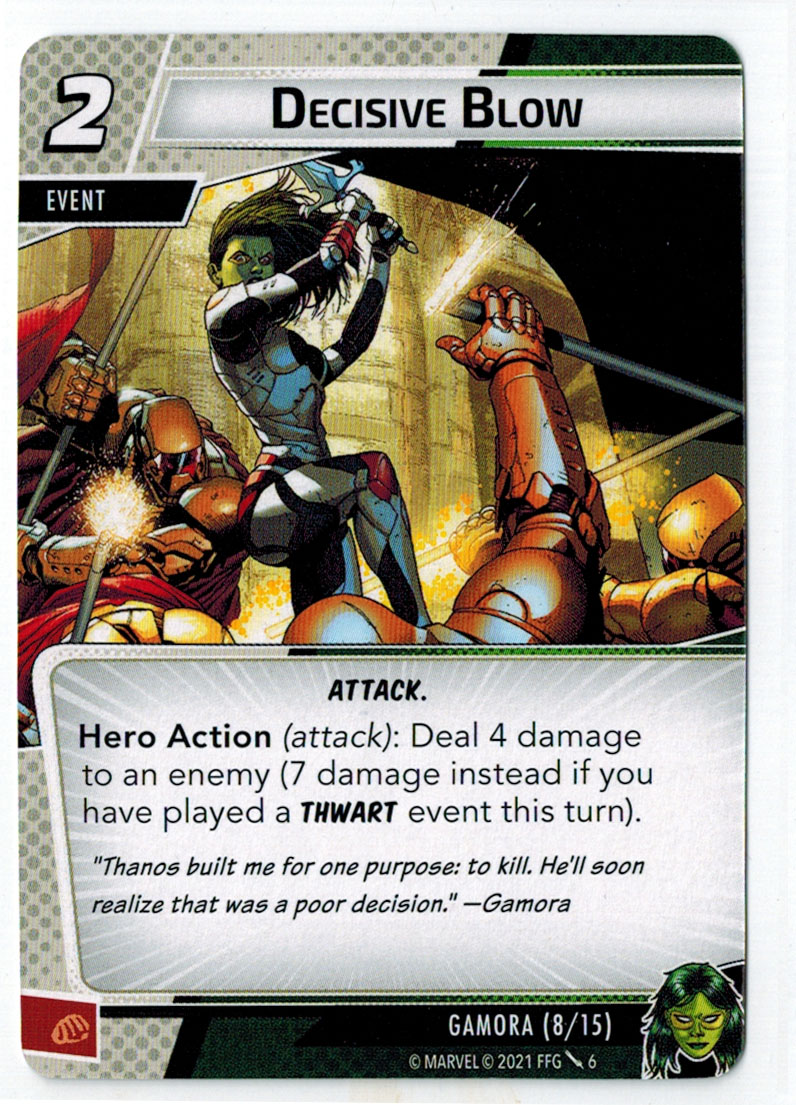 2
DECISIVE BLOW
EVENT
ATTACK.
Hero Action (attack): Deal 4 damage
to an enemy (7 damage instead if you
have played a THWART event this turn).
"Thanos built me for one purpose: to kill. He'll soon
realize that was a poor decision." —Gamora
GAMORA (8/15)
© MARVEL © 2021 FFG 6